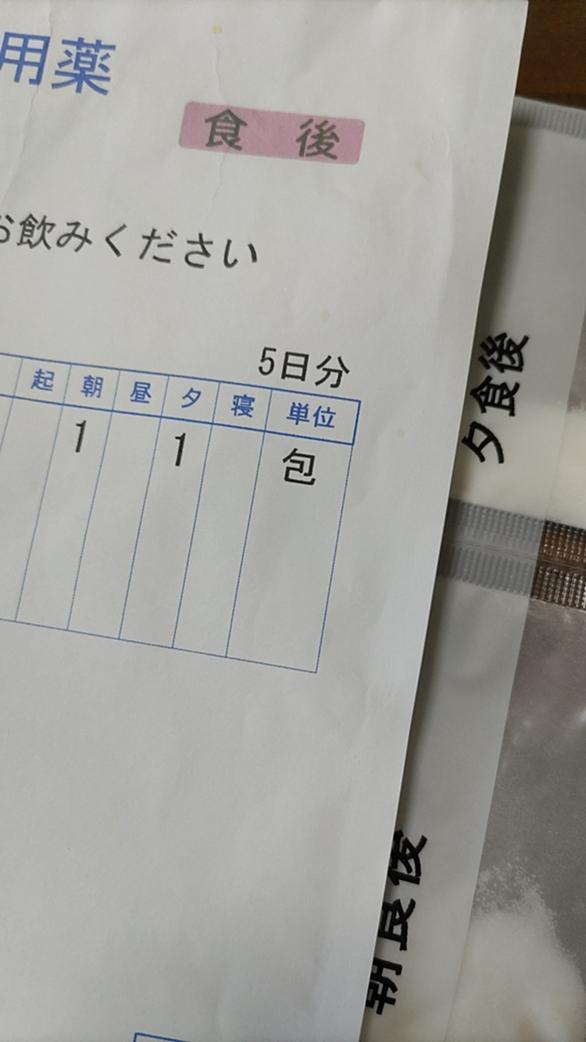 用薬
食 後
お飲みください
5日分
起 朝 昼 夕 寝 単位
1 1 包
夕食後
朝食後